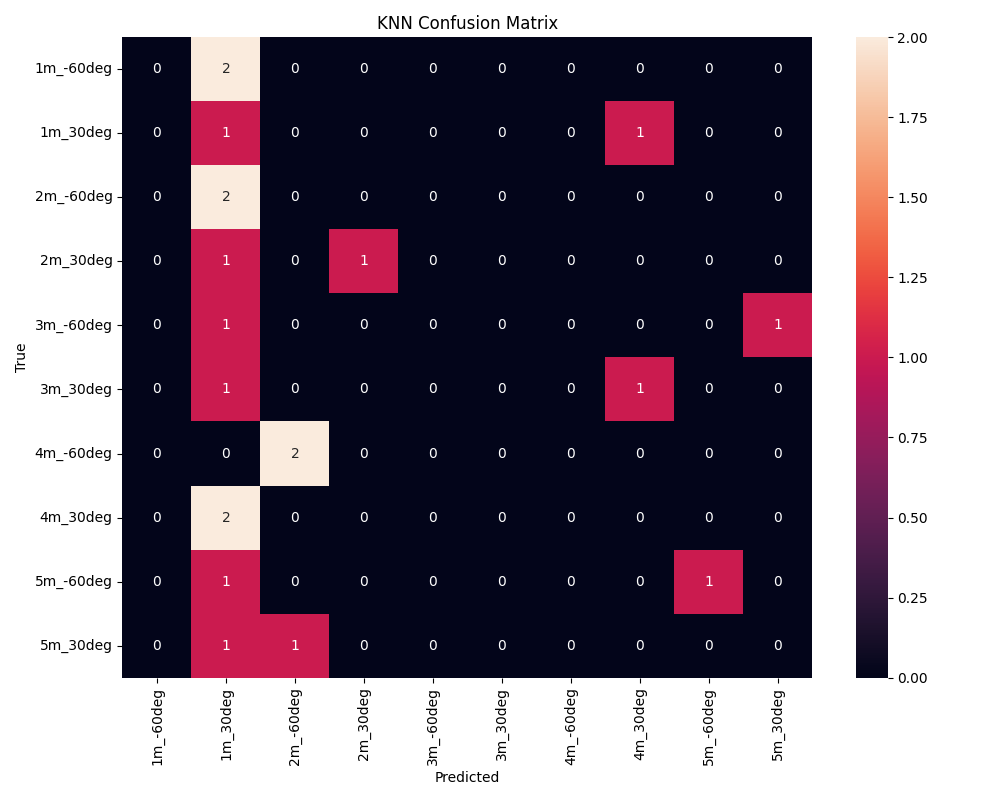 KNN Confusion Matrix
True
1m_-60deg 0 2 0 0 0 0 0 0 0 0
1m_30deg 0 1 0 0 0 0 0 1 0 0
2m_-60deg 0 2 0 0 0 0 0 0 0 0
2m_30deg 0 1 0 1 0 0 0 0 0 0
3m_-60deg 0 1 0 0 0 0 0 0 0 1
3m_30deg 0 1 0 0 0 0 0 1 0 0
4m_-60deg 0 0 2 0 0 0 0 0 0 0
4m_30deg 0 2 0 0 0 0 0 0 0 0
5m_-60deg 0 1 0 0 0 0 0 0 1 0
5m_30deg 0 1 1 0 0 0 0 0 0 0
1m_-60deg 1m_30deg 2m_-60deg 2m_30deg 3m_-60deg 3m_30deg 4m_-60deg 4m_30deg 5m_-60deg 5m_30deg
Predicted
2.00
1.75
1.50
1.25
1.00
0.75
0.50
0.25
0.00